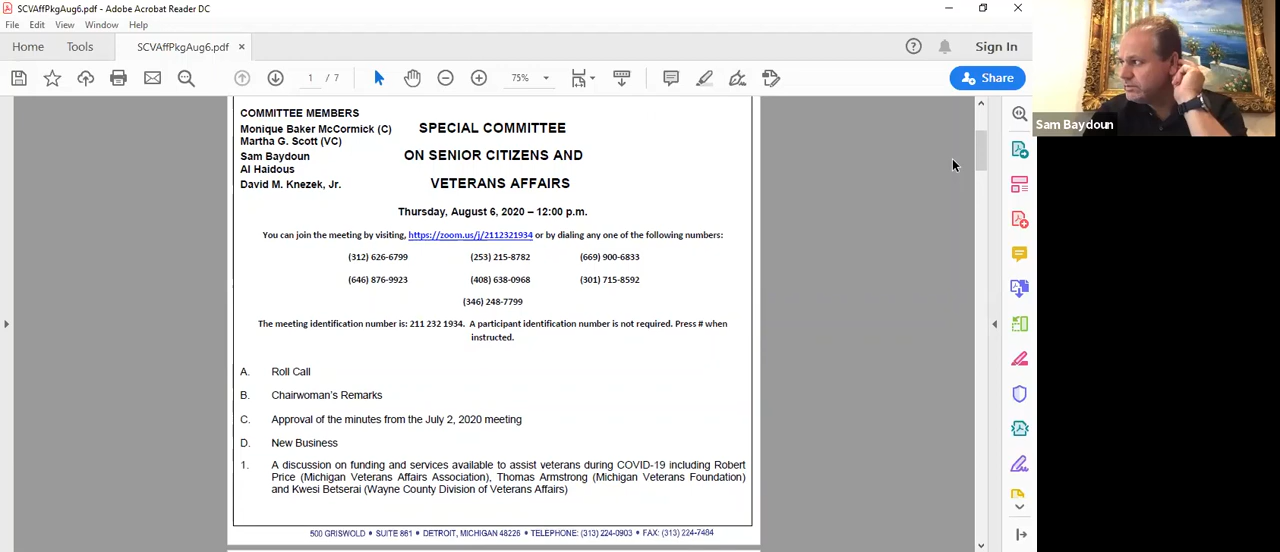 SCVAffPkgAug6.pdf - Adobe Acrobat Reader DC
File Edit View Window Help
Home Tools SCVAffPkgAug6.pdf Sign In
1 / 7 75% Share
COMMITTEE MEMBERS
Monique Baker McCormick (C)
Martha G. Scott (VC)
Sam Baydoun
Al Haidous
David M. Knezek, Jr.
SPECIAL COMMITTEE
ON SENIOR CITIZENS AND
VETERANS AFFAIRS
Thursday, August 6, 2020 – 12:00 p.m.
You can join the meeting by visiting, https://zoom.us/j/2112321934 or by dialing any one of the following numbers:
(312) 626-6799 (253) 215-8782 (669) 900-6833
(646) 876-9923 (408) 638-0968 (301) 715-8592
(346) 248-7799
The meeting identification number is: 211 232 1934. A participant identification number is not required. Press # when
instructed.
A. Roll Call
B. Chairwoman's Remarks
C. Approval of the minutes from the July 2, 2020 meeting
D. New Business
1. A discussion on funding and services available to assist veterans during COVID-19 including Robert
Price (Michigan Veterans Affairs Association), Thomas Armstrong (Michigan Veterans Foundation)
and Kwesi Betserai (Wayne County Division of Veterans Affairs)
500 GRISWOLD • SUITE 861 • DETROIT, MICHIGAN 48226 • TELEPHONE: (313) 224-0903 • FAX: (313) 224-7484
Sam Baydoun